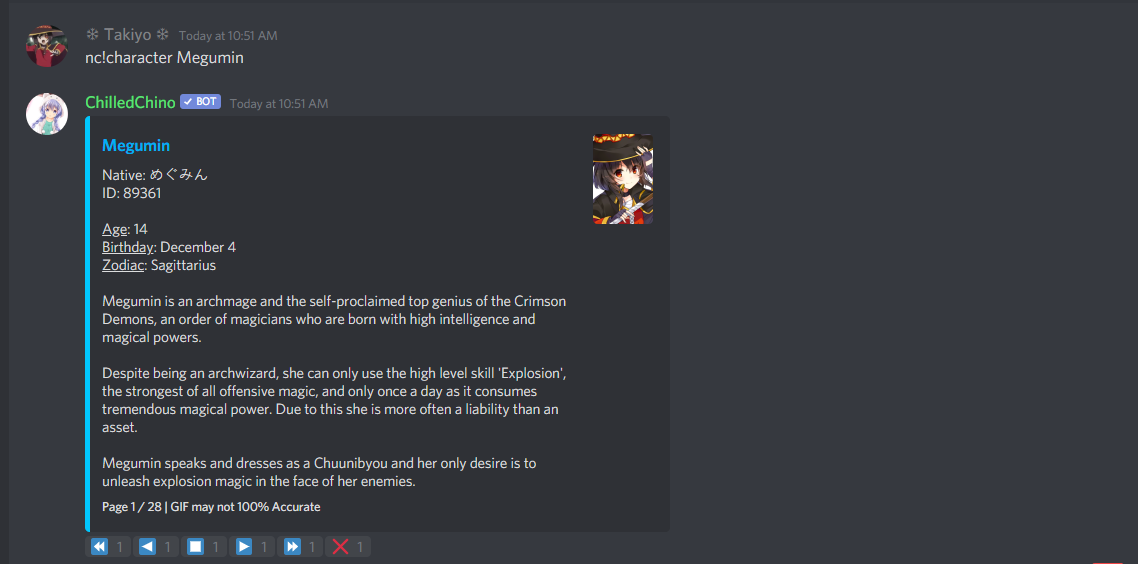 ❄ Takiyo ❄ Today at 10:51 AM
nc!character Megumin
ChilledChino ✓ BOT Today at 10:51 AM
Megumin
Native: めぐみん
ID: 89361
Age: 14
Birthday: December 4
Zodiac: Sagittarius
Megumin is an archmage and the self-proclaimed top genius of the Crimson
Demons, an order of magicians who are born with high intelligence and
magical powers.
Despite being an archwizard, she can only use the high level skill 'Explosion',
the strongest of all offensive magic, and only once a day as it consumes
tremendous magical power. Due to this she is more often a liability than an
asset.
Megumin speaks and dresses as a Chuunibyou and her only desire is to
unleash explosion magic in the face of her enemies.
Page 1 / 28 | GIF may not 100% Accurate
⏪ 1 ◀ 1 ⏹ 1 ▶ 1 ⏩ 1 ❌ 1